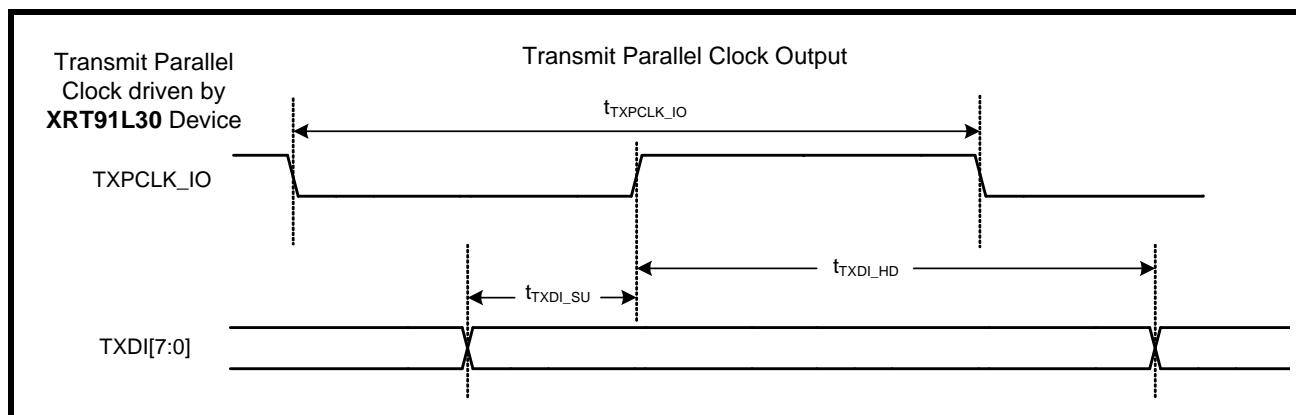 Transmit Parallel
Clock driven by
XRT91L30 Device
Transmit Parallel Clock Output
tTXPCLK_IO
TXPCLK_IO
tTXDI_HD
tTXDI_SU
TXDI[7:0]